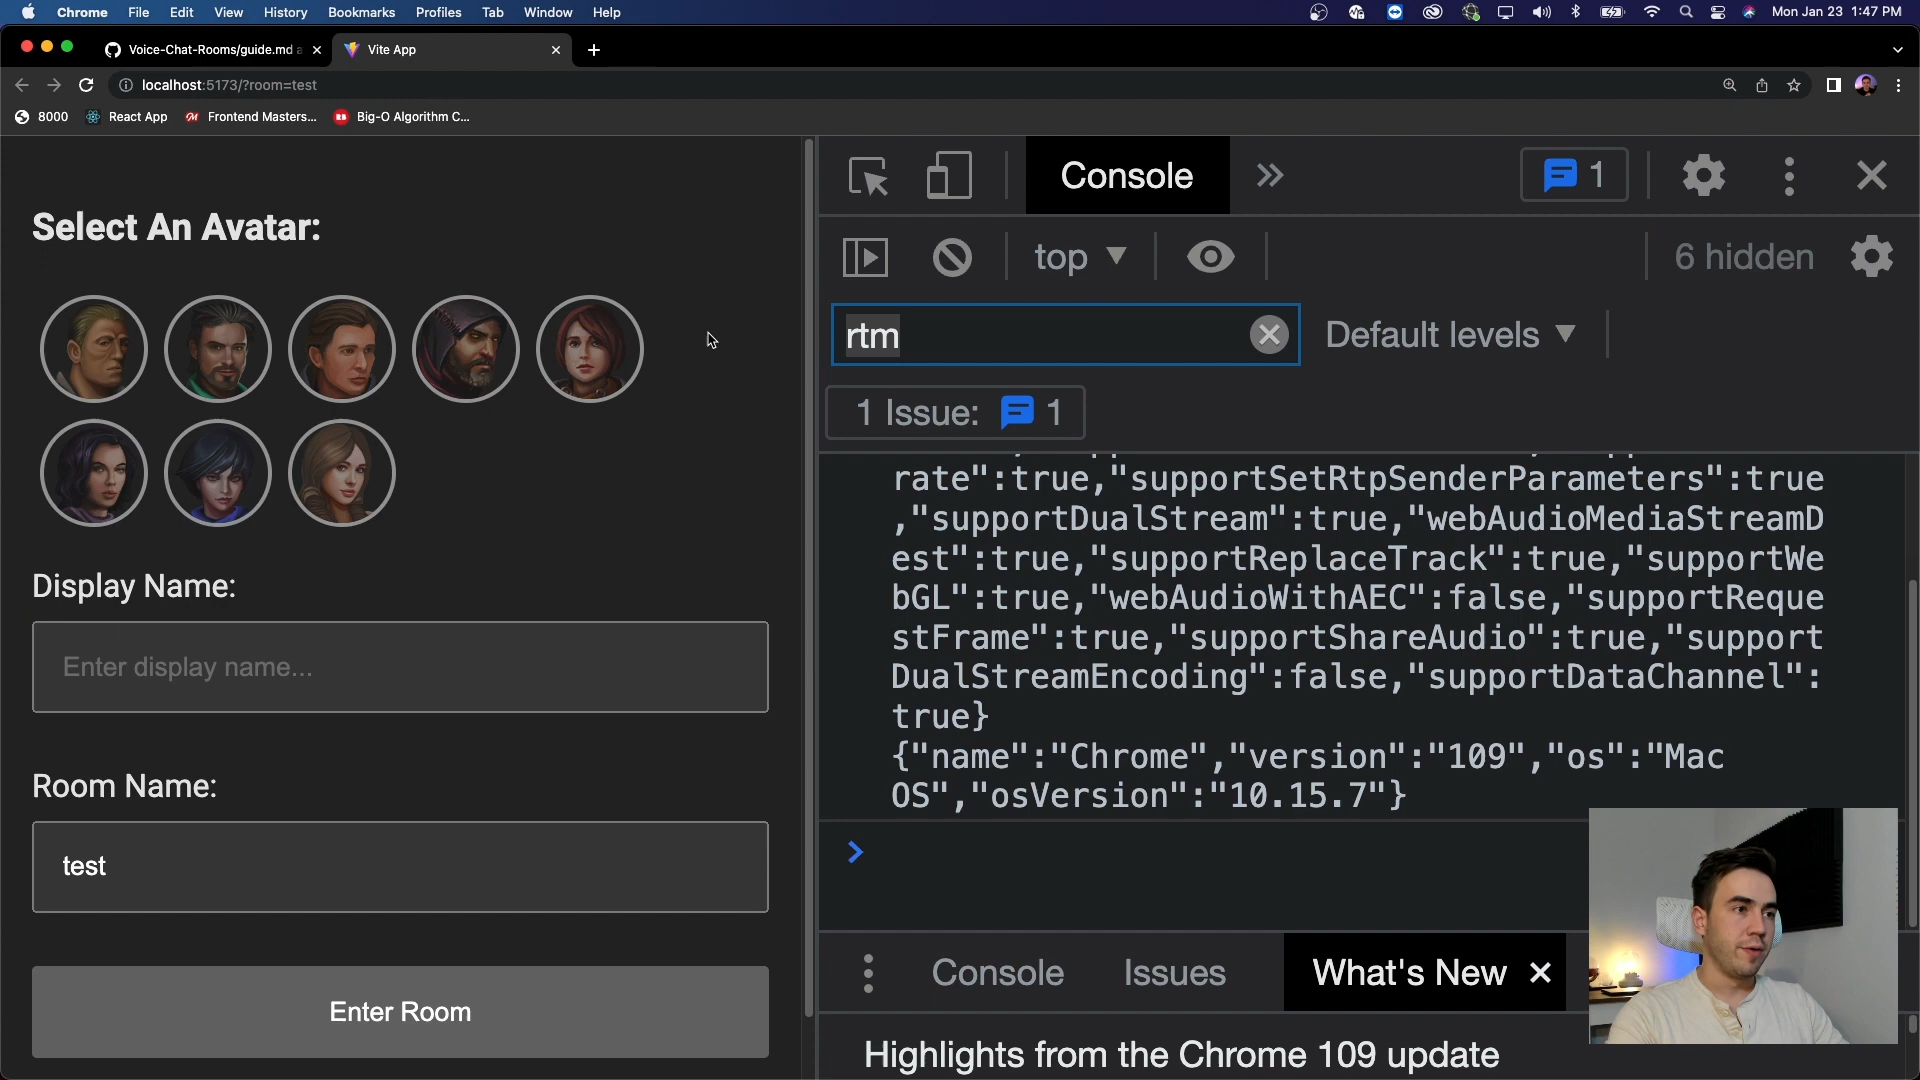 Chrome File Edit View History Bookmarks Profiles Tab Window Help Mon Jan 23 1:47 PM
Voice-Chat-Rooms/guide.md a
Vite App
localhost:5173/?room=test
8000 React App Frontend Masters... Big-O Algorithm C...
Select An Avatar:
Display Name:
Enter display name...
Room Name:
test
Enter Room
Console 1
top 6 hidden
rtm Default levels
1 Issue: 1
rate":true,"supportSetRtpSenderParameters":true
,"supportDualStream":true,"webAudioMediaStreamD
est":true,"supportReplaceTrack":true,"supportWe
bGL":true,"webAudioWithAEC":false,"supportReque
stFrame":true,"supportShareAudio":true,"support
DualStreamEncoding":false,"supportDataChannel":
true}
{"name":"Chrome","version":"109","os":"Mac
OS","osVersion":"10.15.7"}
Console Issues What's New
Highlights from the Chrome 109 update